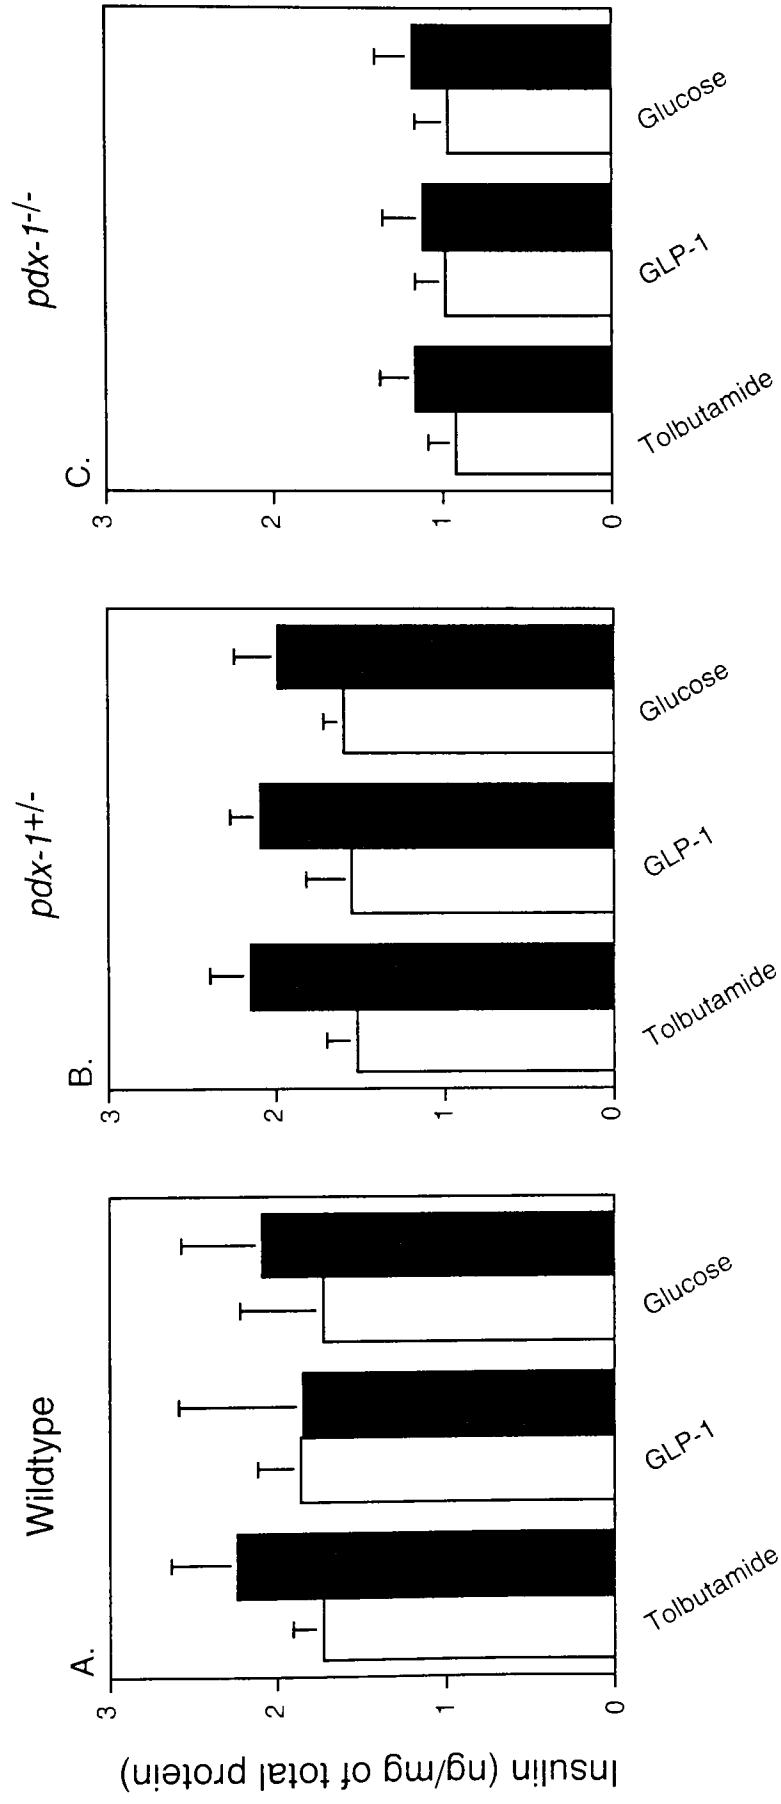 Wildtype
pdx-1+/-
pdx-1-/-
A.
B.
C.
Insulin (ng/mg of total protein)
3
2
1
0
Tolbutamide
GLP-1
Glucose
3
2
1
0
Tolbutamide
GLP-1
Glucose
3
2
1
0
Tolbutamide
GLP-1
Glucose